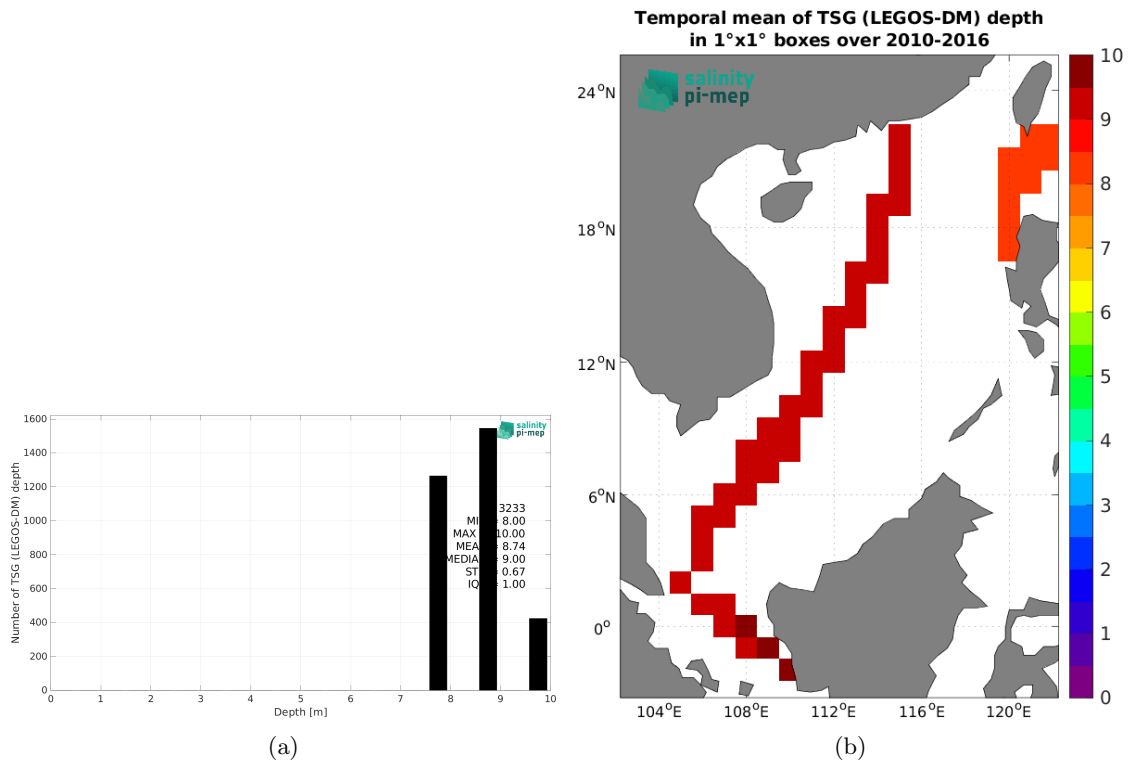 1600
1400
1200
1000
800
600
400
200
0
Number of TSG (LEGOS-DM) depth
0 1 2 3 4 5 6 7 8 9 10
Depth [m]
salinity
pi-mep
3233
8.00
MAX 10.00
8.74
9.00
0.67
1.00
(a)
Temporal mean of TSG (LEGOS-DM) depth
in 1°x1° boxes over 2010-2016
salinity
pi-mep
24°N
18°N
12°N
6°N
0°
104°E 108°E 112°E 116°E 120°E
10
9
8
7
6
5
4
3
2
1
0
(b)